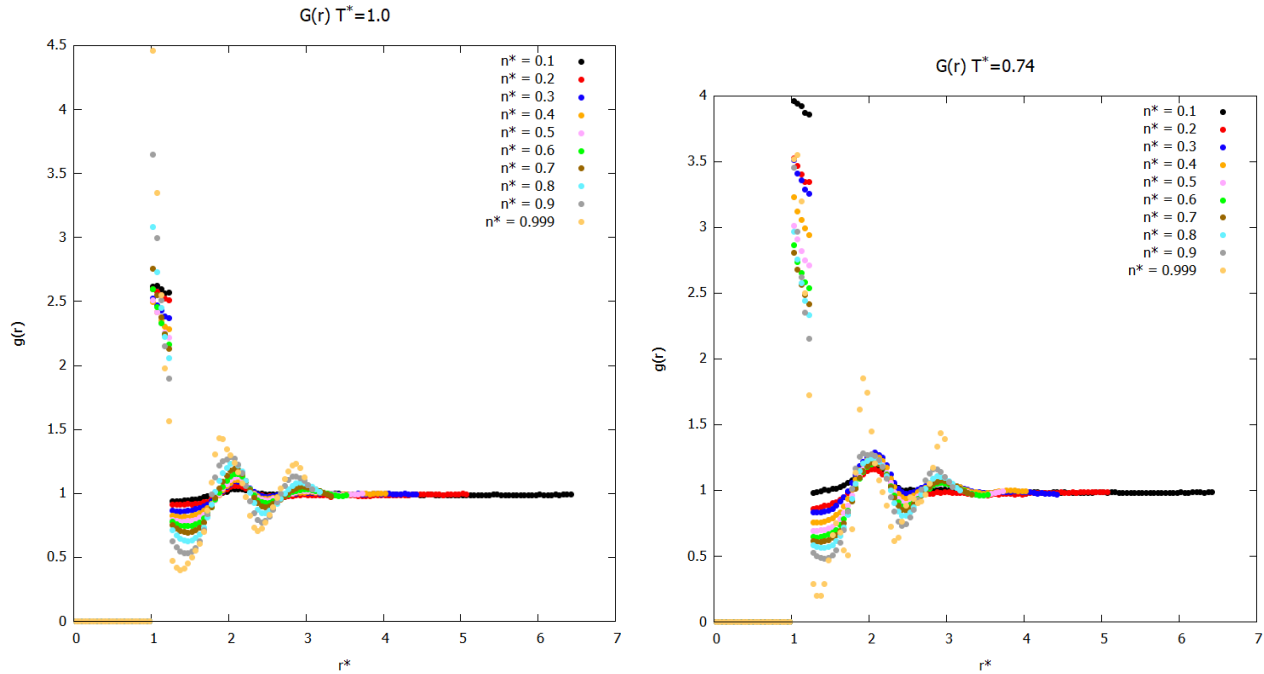 G(r) T*=1.0
4.5
4
3.5
3
2.5
2
1.5
1
0.5
0
g(r)
n* = 0.1
n* = 0.2
n* = 0.3
n* = 0.4
n* = 0.5
n* = 0.6
n* = 0.7
n* = 0.8
n* = 0.9
n* = 0.999
0 1 2 3 4 5 6 7
r*
G(r) T*=0.74
4
3.5
3
2.5
2
1.5
1
0.5
0
g(r)
n* = 0.1
n* = 0.2
n* = 0.3
n* = 0.4
n* = 0.5
n* = 0.6
n* = 0.7
n* = 0.8
n* = 0.9
n* = 0.999
0 1 2 3 4 5 6 7
r*